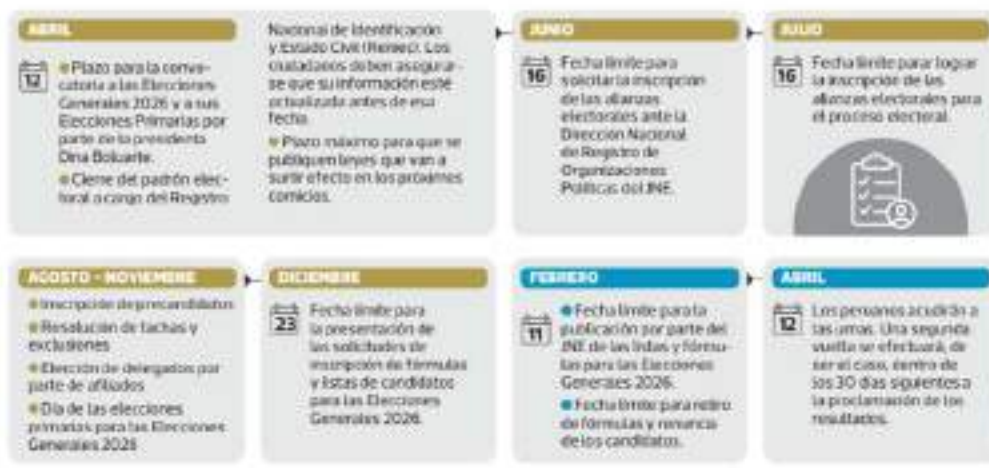 ABRIL
12
• Plazo para la convo-
catoria a las Elecciones
Generales 2026 y a sus
Elecciones Primarias por
parte de la presidenta
Dina Boluarte.
• Cierre del padrón elec-
toral a cargo del Registro
Nacional de Identificación
y Estado Civil (Reniec). Los
ciudadanos deben asegurar-
se que su información esté
actualizada antes de esa
fecha.
• Plazo máximo para que se
publiquen leyes que van a
surtir efecto en los próximos
comicios.
JUNIO
16
Fecha límite para
solicitar la inscripción
de las alianzas
electorales ante la
Dirección Nacional
de Registro de
Organizaciones
Políticas del JNE.
JULIO
16
Fecha límite para lograr
la inscripción de las
alianzas electorales para
el proceso electoral.
AGOSTO - NOVIEMBRE
• Inscripción de precandidatos
• Resolución de tachas y
exclusiones
• Elección de delegados por
parte de afiliados
• Día de las elecciones
primarias para las Elecciones
Generales 2026
DICIEMBRE
23
Fecha límite para
la presentación de
las solicitudes de
inscripción de fórmulas
y listas de candidatos
para las Elecciones
Generales 2026.
FEBRERO
11
• Fecha límite para la
publicación por parte del
JNE de las listas y fórmu-
las para las Elecciones
Generales 2026.
• Fecha límite para retiro
de fórmulas y renuncia
de los candidatos.
ABRIL
12
Los peruanos acudirán a
las urnas. Una segunda
vuelta se efectuará, de
ser el caso, dentro de
los 30 días siguientes a
la proclamación de los
resultados.